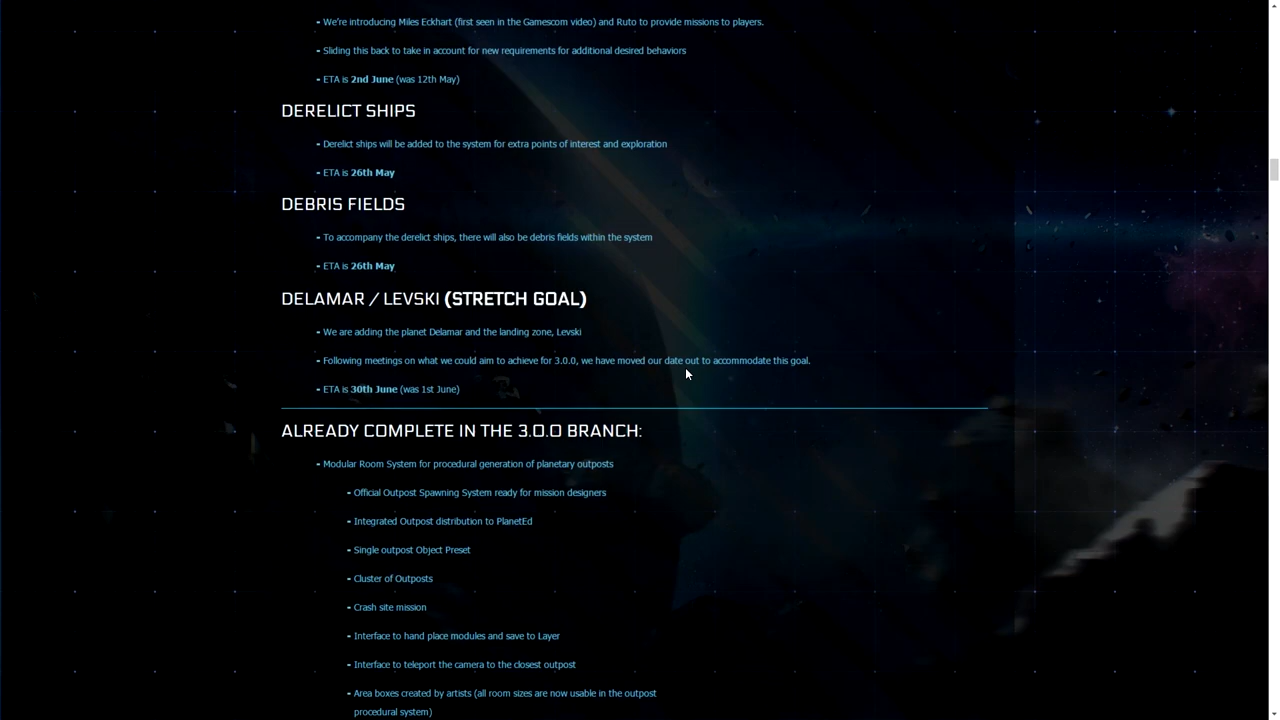 - We're introducing Miles Eckhart (first seen in the Gamescom video) and Ruto to provide missions to players.
- Sliding this back to take in account for new requirements for additional desired behaviors
- ETA is 2nd June (was 12th May)
DERELICT SHIPS
- Derelict ships will be added to the system for extra points of interest and exploration
- ETA is 26th May
DEBRIS FIELDS
- To accompany the derelict ships, there will also be debris fields within the system
- ETA is 26th May
DELAMAR / LEVSKI (STRETCH GOAL)
- We are adding the planet Delamar and the landing zone, Levski
- Following meetings on what we could aim to achieve for 3.0.0, we have moved our date out to accommodate this goal.
- ETA is 30th June (was 1st June)
ALREADY COMPLETE IN THE 3.0.0 BRANCH:
- Modular Room System for procedural generation of planetary outposts
- Official Outpost Spawning System ready for mission designers
- Integrated Outpost distribution to PlanetEd
- Single outpost Object Preset
- Cluster of Outposts
- Crash site mission
- Interface to hand place modules and save to Layer
- Interface to teleport the camera to the closest outpost
- Area boxes created by artists (all room sizes are now usable in the outpost
procedural system)